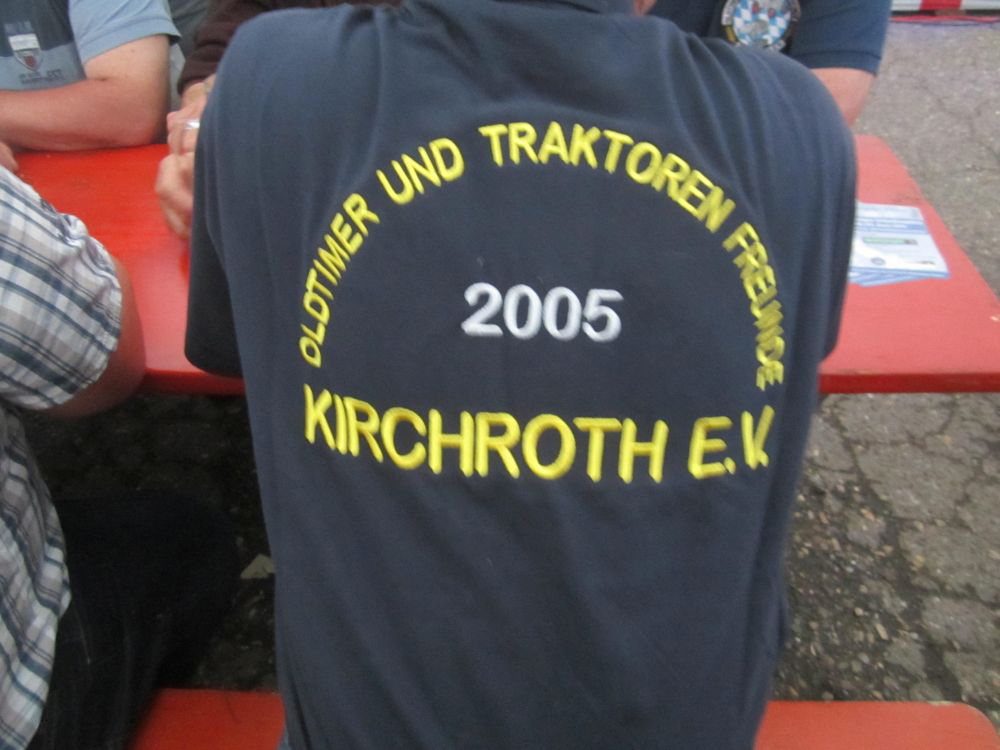 OLDTIMER UND TRAKTOREN FREUNDE
2005
KIRCHROTH E.V.